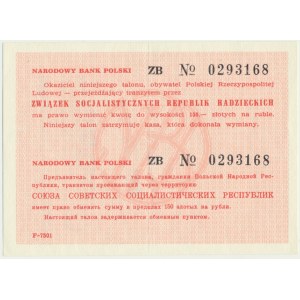 NARODOWY BANK POLSKI ZB № 0293168
Okaziciel niniejszego talonu, obywatel Polskiej Rzeczypospolitej
Ludowej — przejeżdżający tranzytem przez
ZWIĄZEK SOCJALISTYCZNYCH REPUBLIK RADZIECKICH
ma prawo wymienić kwotę do wysokości 150,— złotych na ruble.
Niniejszy talon zatrzymuje kasa, która dokonała wymiany.
NARODOWY BANK POLSKI ZB № 0293168
Предъявитель настоящего талона, гражданин Польской Народной Рес-
публики, транзитом проезжающий через территорию
СОЮЗА СОВЕТСКИХ СОЦИАЛИСТИЧЕСКИХ РЕСПУБЛИК
имеет право обменять сумму в пределах 150 злотых на рубли.
Настоящий талон задерживается обменным пунктом.
P-7501